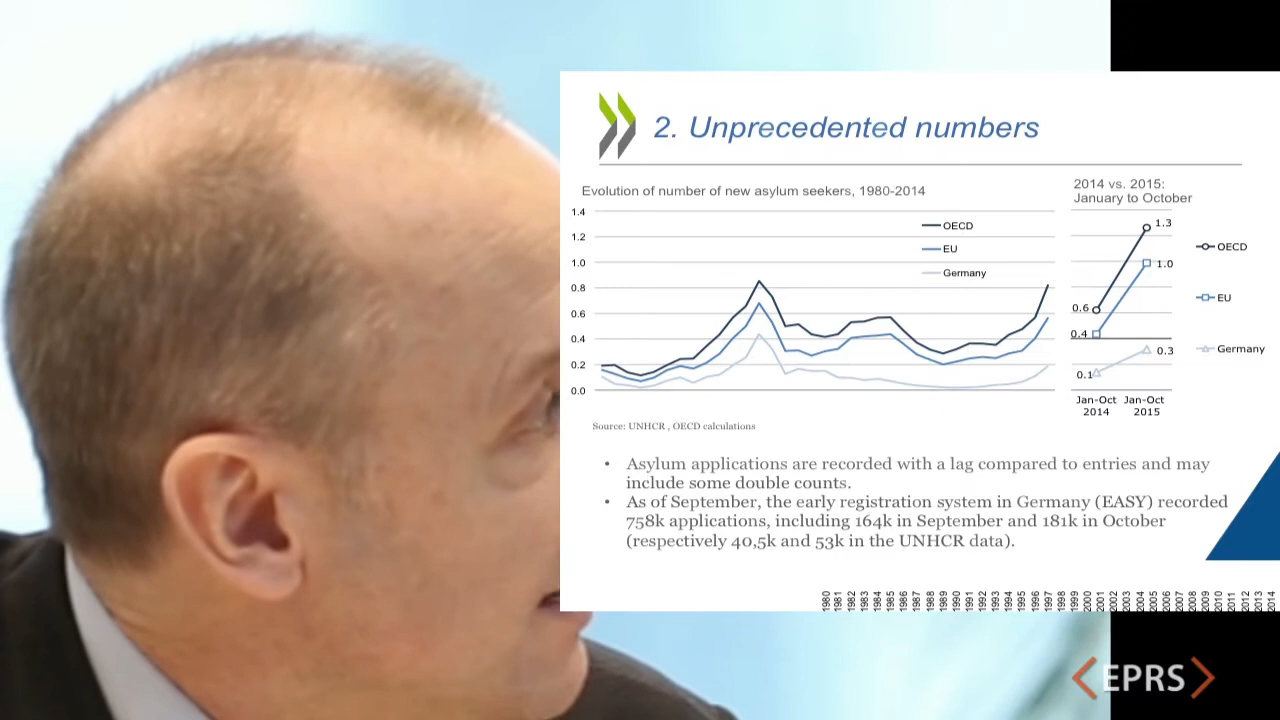 2. Unprecedented numbers
Evolution of number of new asylum seekers, 1980-2014
1.4
1.2
1.0
0.8
0.6
0.4
0.2
0.0
OECD
EU
Germany
2014 vs. 2015:
January to October
1.3
1.0
0.6
0.4
0.3
0.1
Jan-Oct Jan-Oct
2014 2015
OECD
EU
Germany
Source: UNHCR , OECD calculations
• Asylum applications are recorded with a lag compared to entries and may
include some double counts.
• As of September, the early registration system in Germany (EASY) recorded
758k applications, including 164k in September and 181k in October
(respectively 40,5k and 53k in the UNHCR data).
1980 1981 1982 1983 1984 1985 1986 1987 1988 1989 1990 1991 1992 1993 1994 1995 1996 1997 1998 1999 2000 2001 2002 2003 2004 2005 2006 2007 2008 2009 2010 2011 2012 2013 2014
EPRS